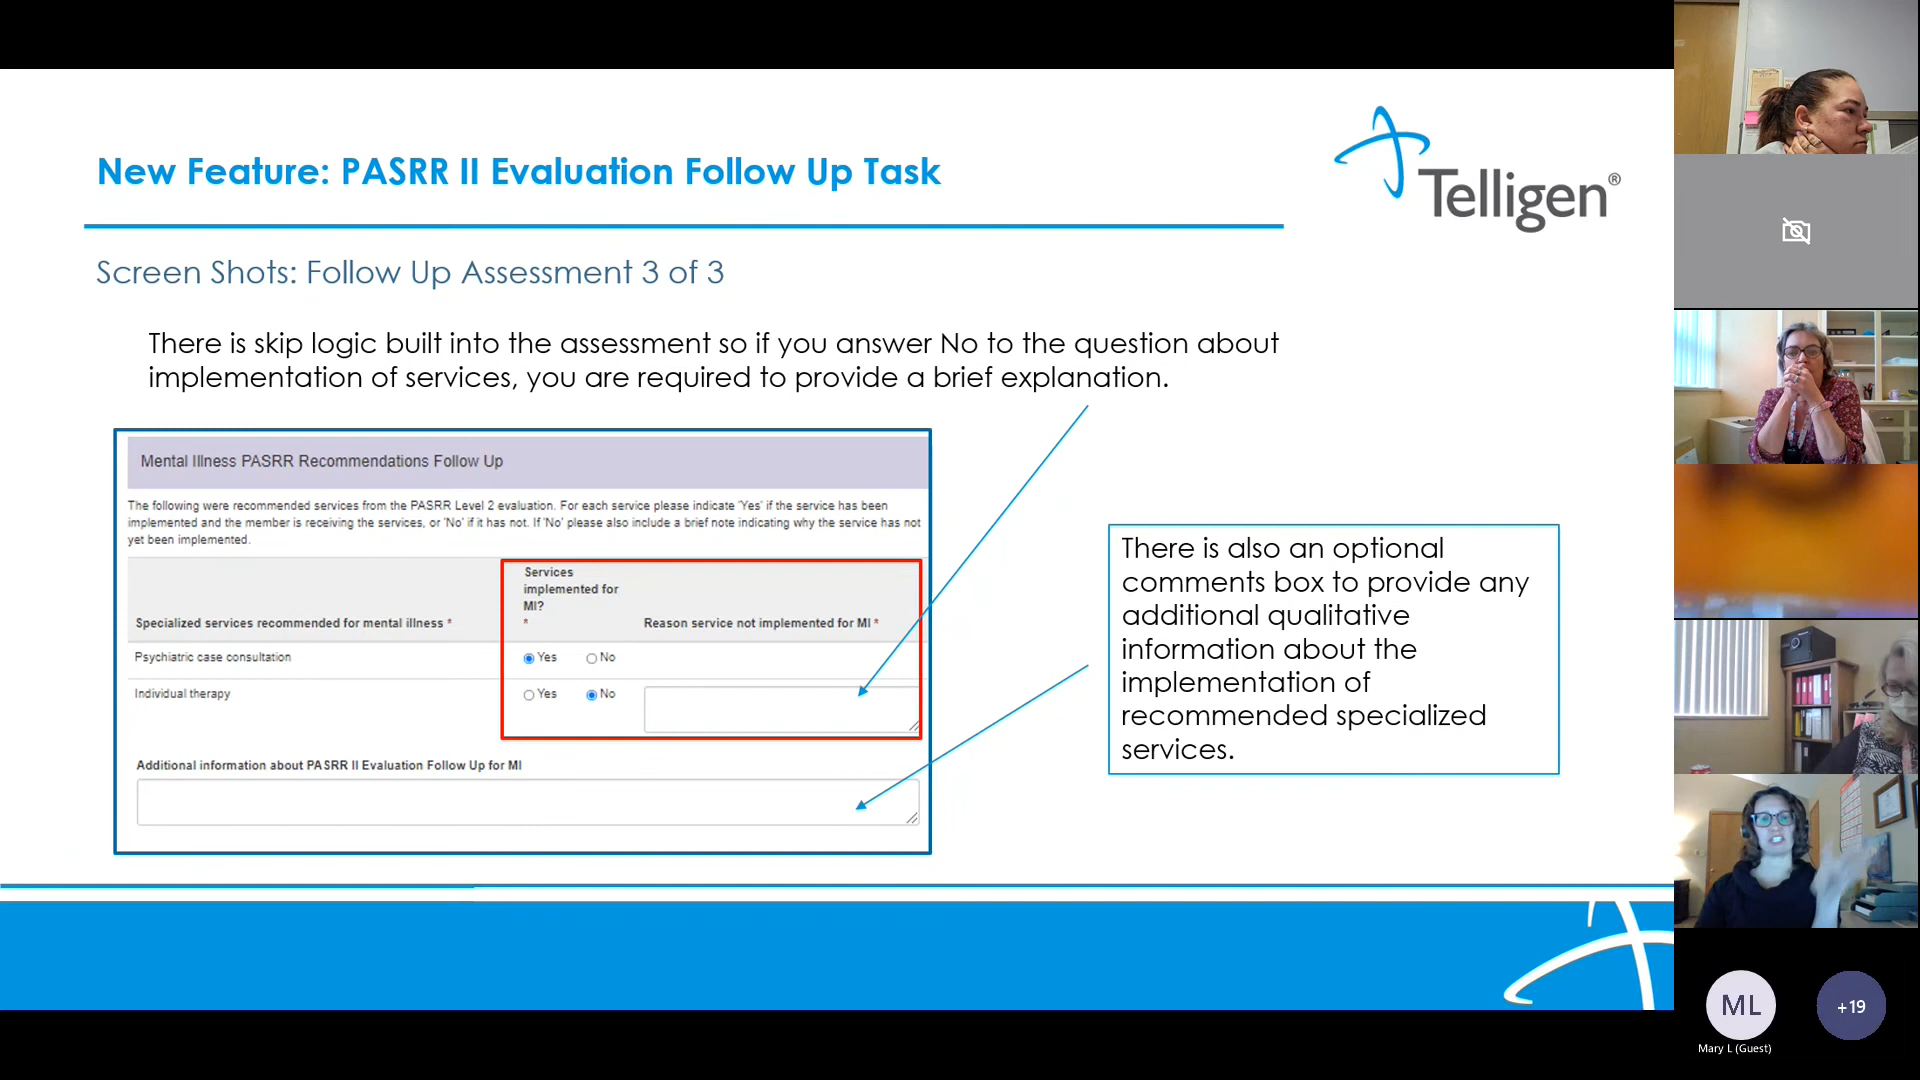 New Feature: PASRR II Evaluation Follow Up Task
Telligen®
Screen Shots: Follow Up Assessment 3 of 3
There is skip logic built into the assessment so if you answer No to the question about
implementation of services, you are required to provide a brief explanation.
Mental Illness PASRR Recommendations Follow Up
The following were recommended services from the PASRR Level 2 evaluation. For each service please indicate 'Yes' if the service has been
implemented and the member is receiving the services, or 'No' if it has not. If 'No' please also include a brief note indicating why the service has not
yet been implemented.
Specialized services recommended for mental illness *
Services
implemented for
MI?
*
Reason service not implemented for MI *
Psychiatric case consultation
Yes No
Individual therapy
Yes No
Additional information about PASRR II Evaluation Follow Up for MI
There is also an optional
comments box to provide any
additional qualitative
information about the
implementation of
recommended specialized
services.
ML
+19
Mary L (Guest)